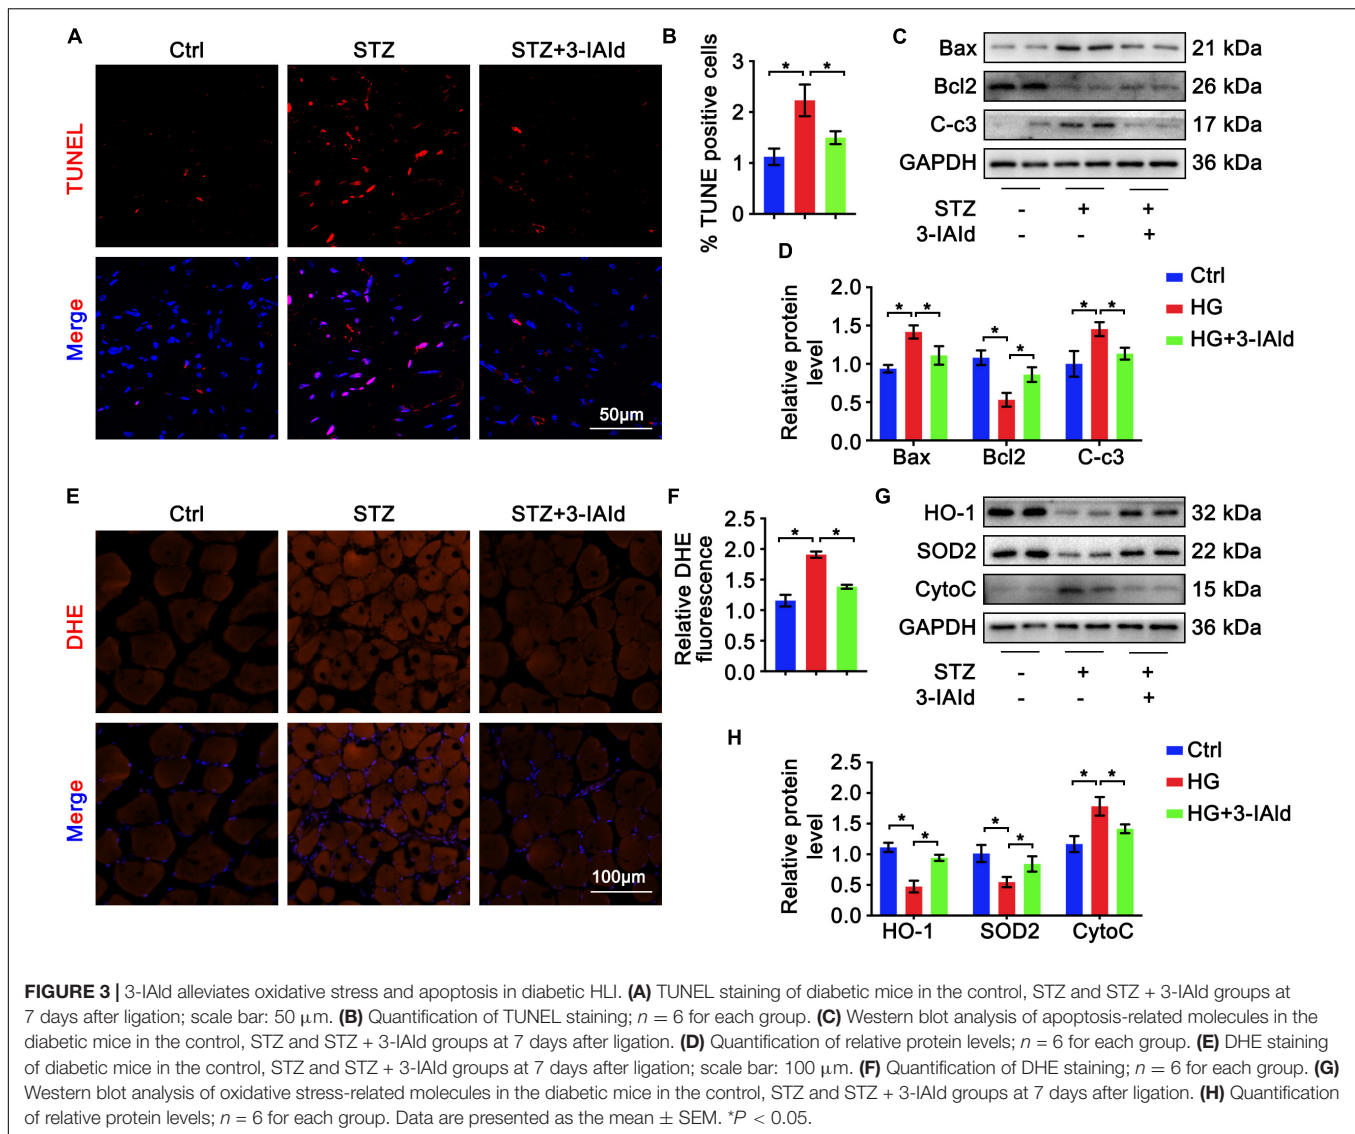 A
Ctrl
STZ
STZ+3-IAld
TUNEL
Merge
50μm
B
% TUNE positive cells
3
2
1
0
*
*
C
Bax
21 kDa
Bcl2
26 kDa
C-c3
17 kDa
GAPDH
36 kDa
STZ - + +
3-IAld - - +
D
Relative protein
level
2.0
1.5
1.0
0.5
0.0
* *
* *
* *
Bax Bcl2 C-c3
Ctrl
HG
HG+3-IAld
E
Ctrl
STZ
STZ+3-IAld
DHE
Merge
100μm
F
Relative DHE
fluorescence
2.5
2.0
1.5
1.0
0.5
0.0
* *
G
HO-1
32 kDa
SOD2
22 kDa
CytoC
15 kDa
GAPDH
36 kDa
STZ - + +
3-IAld - - +
H
Relative protein
level
2.5
2.0
1.5
1.0
0.5
0.0
* *
* *
* *
HO-1 SOD2 CytoC
Ctrl
HG
HG+3-IAld
FIGURE 3 | 3-IAld alleviates oxidative stress and apoptosis in diabetic HLI. (A) TUNEL staining of diabetic mice in the control, STZ and STZ + 3-IAld groups at
7 days after ligation; scale bar: 50 μm. (B) Quantification of TUNEL staining; n = 6 for each group. (C) Western blot analysis of apoptosis-related molecules in the
diabetic mice in the control, STZ and STZ + 3-IAld groups at 7 days after ligation. (D) Quantification of relative protein levels; n = 6 for each group. (E) DHE staining
of diabetic mice in the control, STZ and STZ + 3-IAld groups at 7 days after ligation; scale bar: 100 μm. (F) Quantification of DHE staining; n = 6 for each group. (G)
Western blot analysis of oxidative stress-related molecules in the diabetic mice in the control, STZ and STZ + 3-IAld groups at 7 days after ligation. (H) Quantification
of relative protein levels; n = 6 for each group. Data are presented as the mean ± SEM. *P < 0.05.